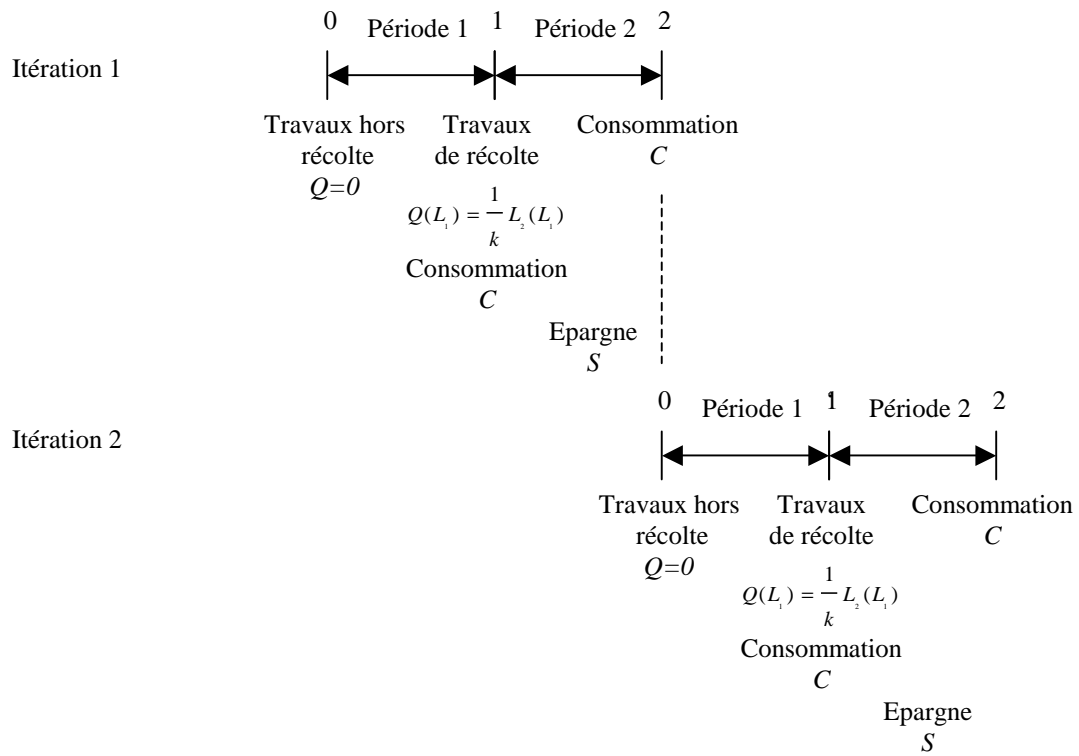 0 Période 1 1 Période 2 2
Itération 1
Travaux hors récolte Q=0
Travaux de récolte
Consommation C
Q(L₁) = 1/k L₂(L₁)
Consommation
C
Epargne
S
0 Période 1 1 Période 2 2
Itération 2
Travaux hors récolte Q=0
Travaux de récolte
Consommation C
Q(L₁) = 1/k L₂(L₁)
Consommation
C
Epargne
S